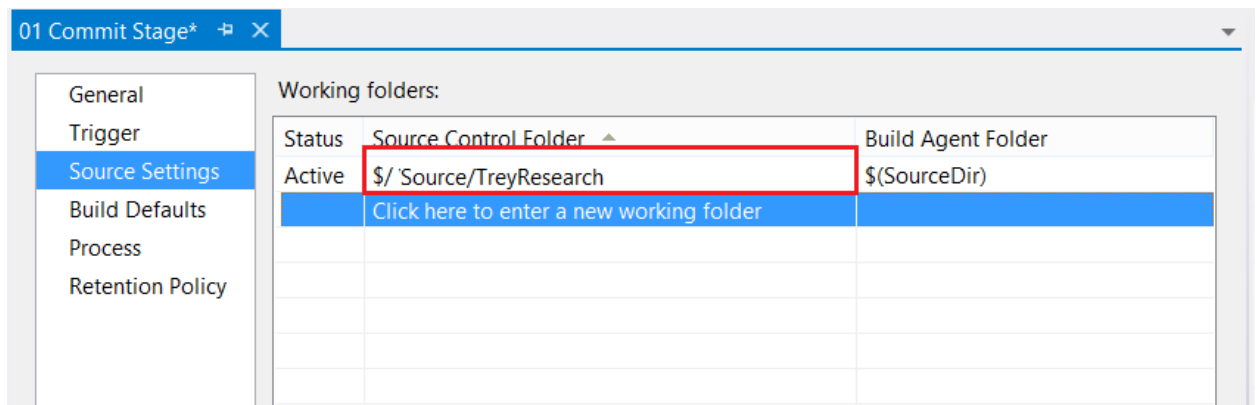 01 Commit Stage*
General
Trigger
Source Settings
Build Defaults
Process
Retention Policy
Working folders:
Status Source Control Folder Build Agent Folder
Active $/ 'Source/TreyResearch $(SourceDir)
Click here to enter a new working folder